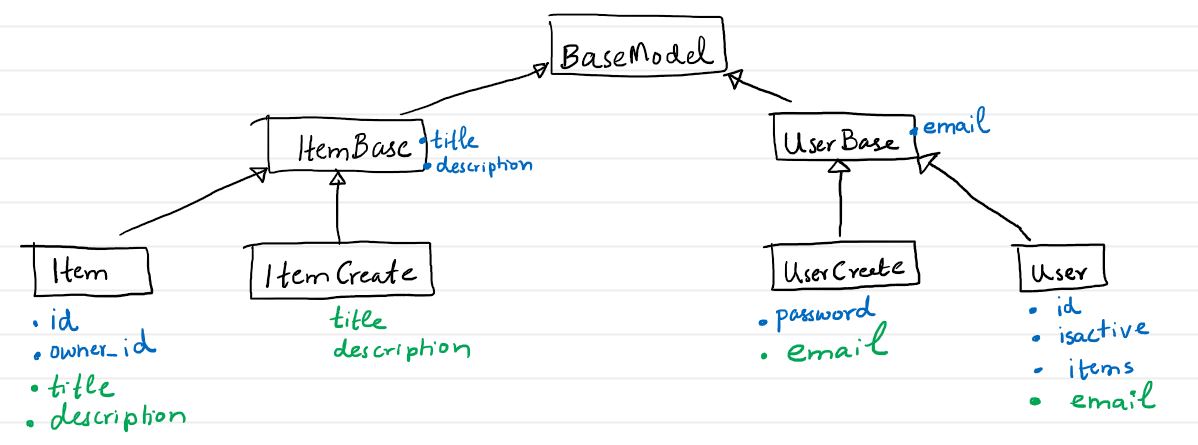 BaseModel
ItemBase
• title
• description
UserBase
• email
Item
ItemCreate
UserCreate
User
• id
• owner_id
• title
• description
title
description
• password
• email
• id
• isactive
• items
• email